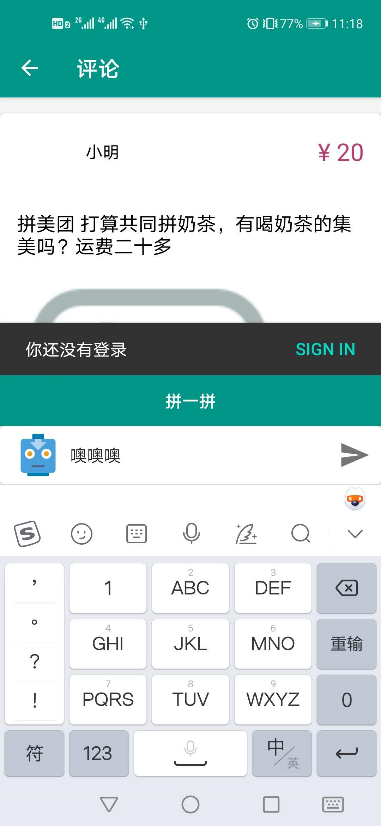 HD 2 2G 4G 77% 11:18
评论
小明 ¥ 20
拼美团 打算共同拼奶茶，有喝奶茶的集
美吗？运费二十多
你还没有登录 SIGN IN
拼一拼
噢噢噢
S
， 1 2 ABC 3 DEF
。 4 GHI 5 JKL 6 MNO 重输
？ 7 PQRS 8 TUV 9 WXYZ 0
！
符 123 中/英